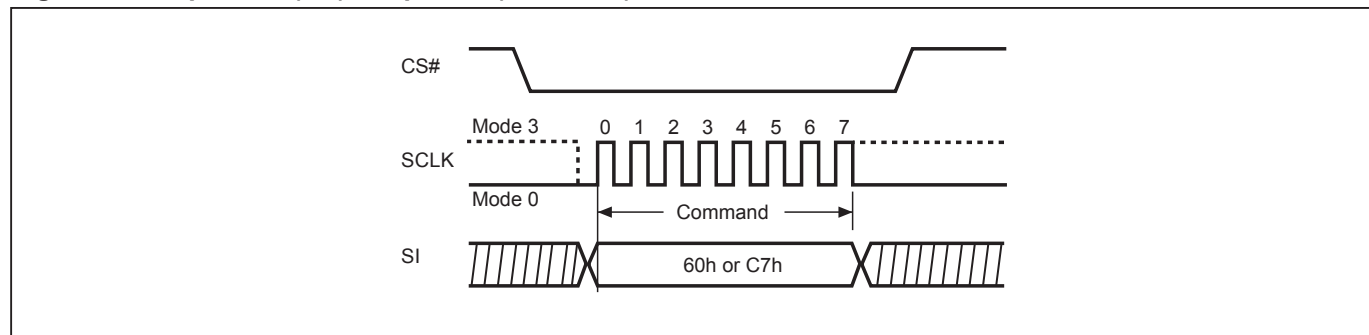 CS#
Mode 3
0 1 2 3 4 5 6 7
SCLK
Mode 0
Command
SI
60h or C7h